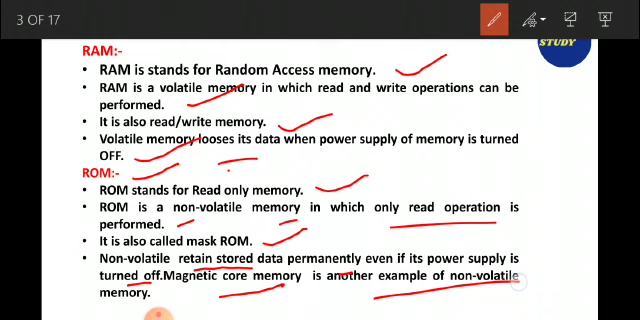 3 OF 17
STUDY
RAM:-
• RAM is stands for Random Access memory.
• RAM is a volatile memory in which read and write operations can be
performed.
• It is also read/write memory.
• Volatile memory looses its data when power supply of memory is turned
OFF.
ROM:-
• ROM stands for Read only memory.
• ROM is a non-volatile memory in which only read operation is
performed.
• It is also called mask ROM.
• Non-volatile retain stored data permanently even if its power supply is
turned off.Magnetic core memory is another example of non-volatile
memory.